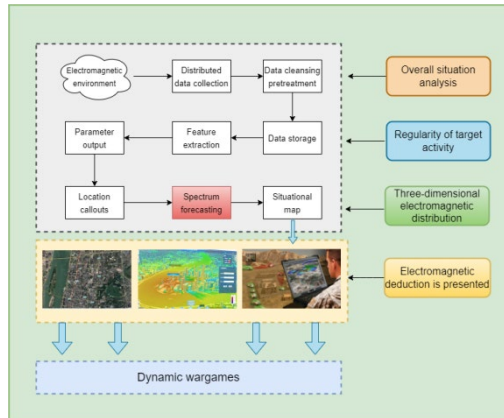 Electromagnetic
environment
Distributed
data collection
Data cleansing
pretreatment
Overall situation
analysis
Parameter
output
Feature
extraction
Data storage
Regularity of target
activity
Location
callouts
Spectrum
forecasting
Situational
map
Three-dimensional
electromagnetic
distribution
Electromagnetic
deduction is presented
Dynamic wargames